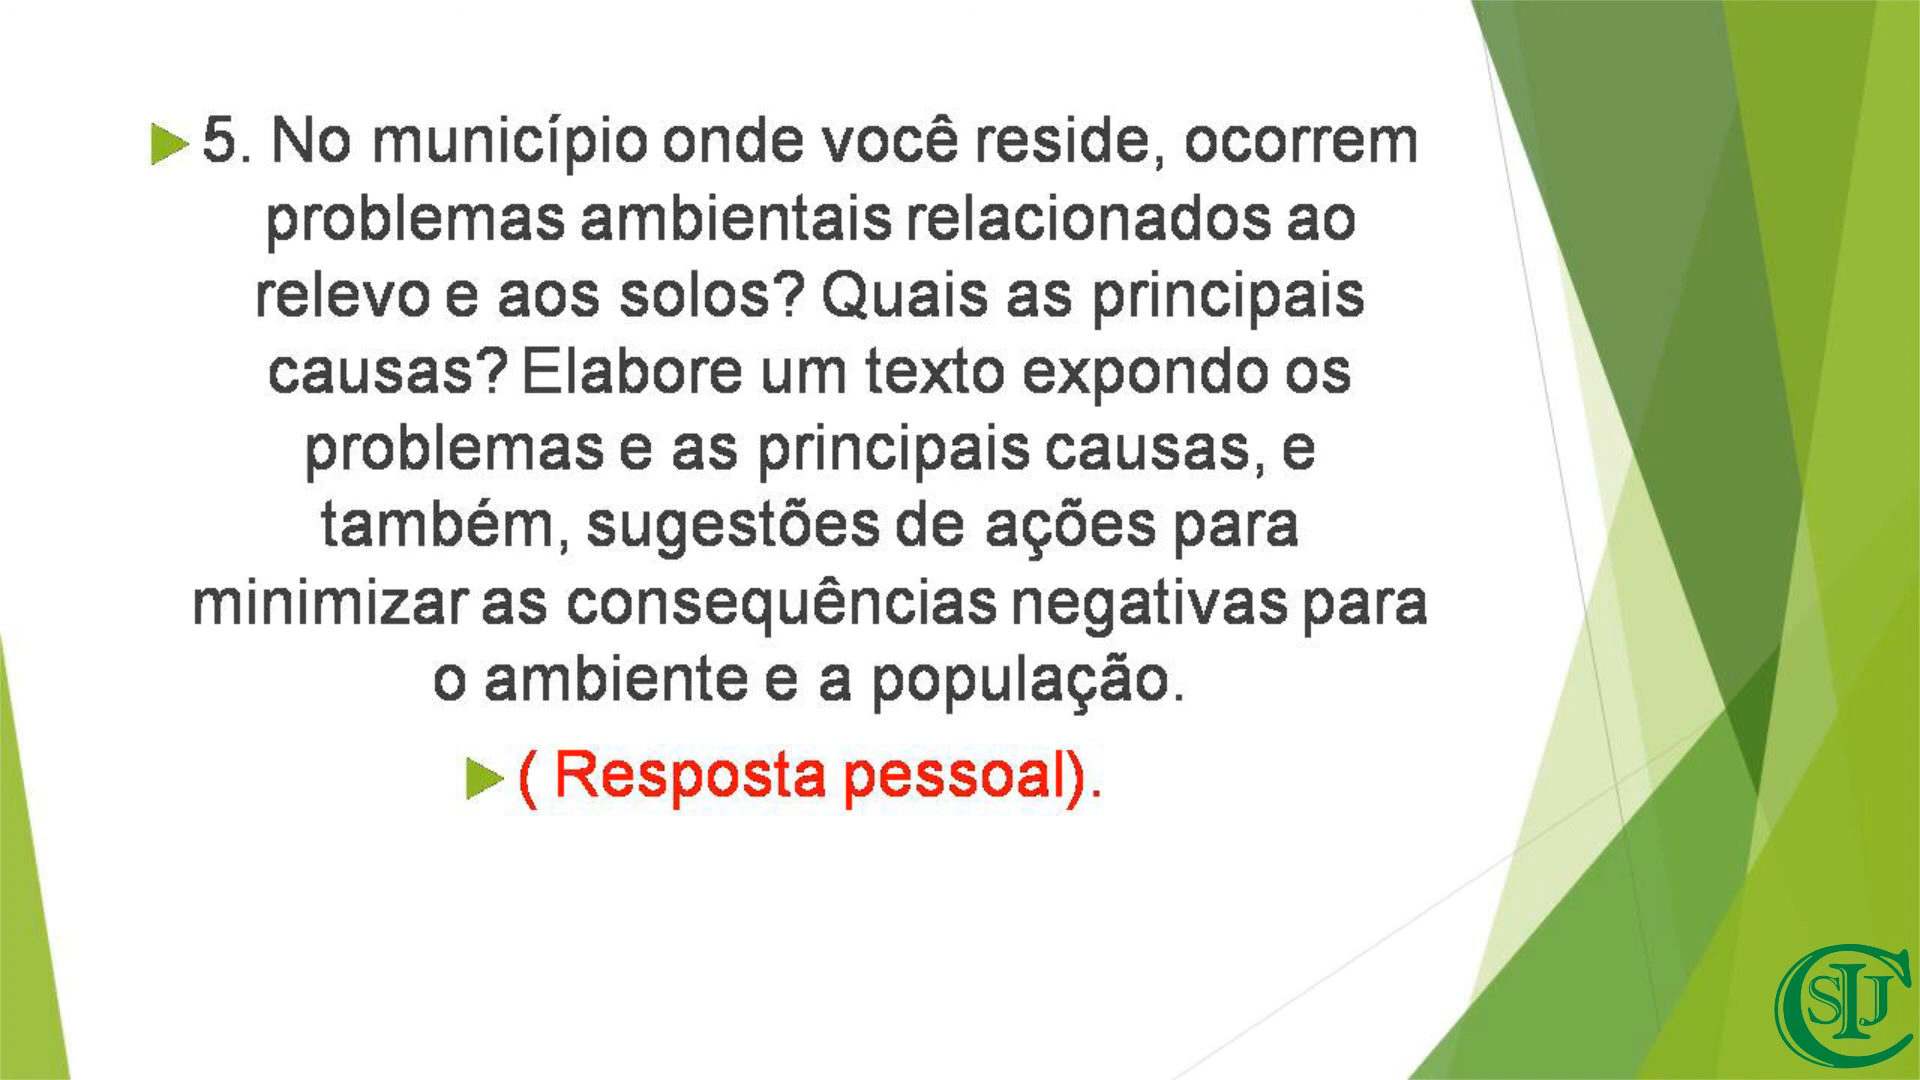 5. No município onde você reside, ocorrem
problemas ambientais relacionados ao
relevo e aos solos? Quais as principais
causas? Elabore um texto expondo os
problemas e as principais causas, e
também, sugestões de ações para
minimizar as consequências negativas para
o ambiente e a população.
( Resposta pessoal).